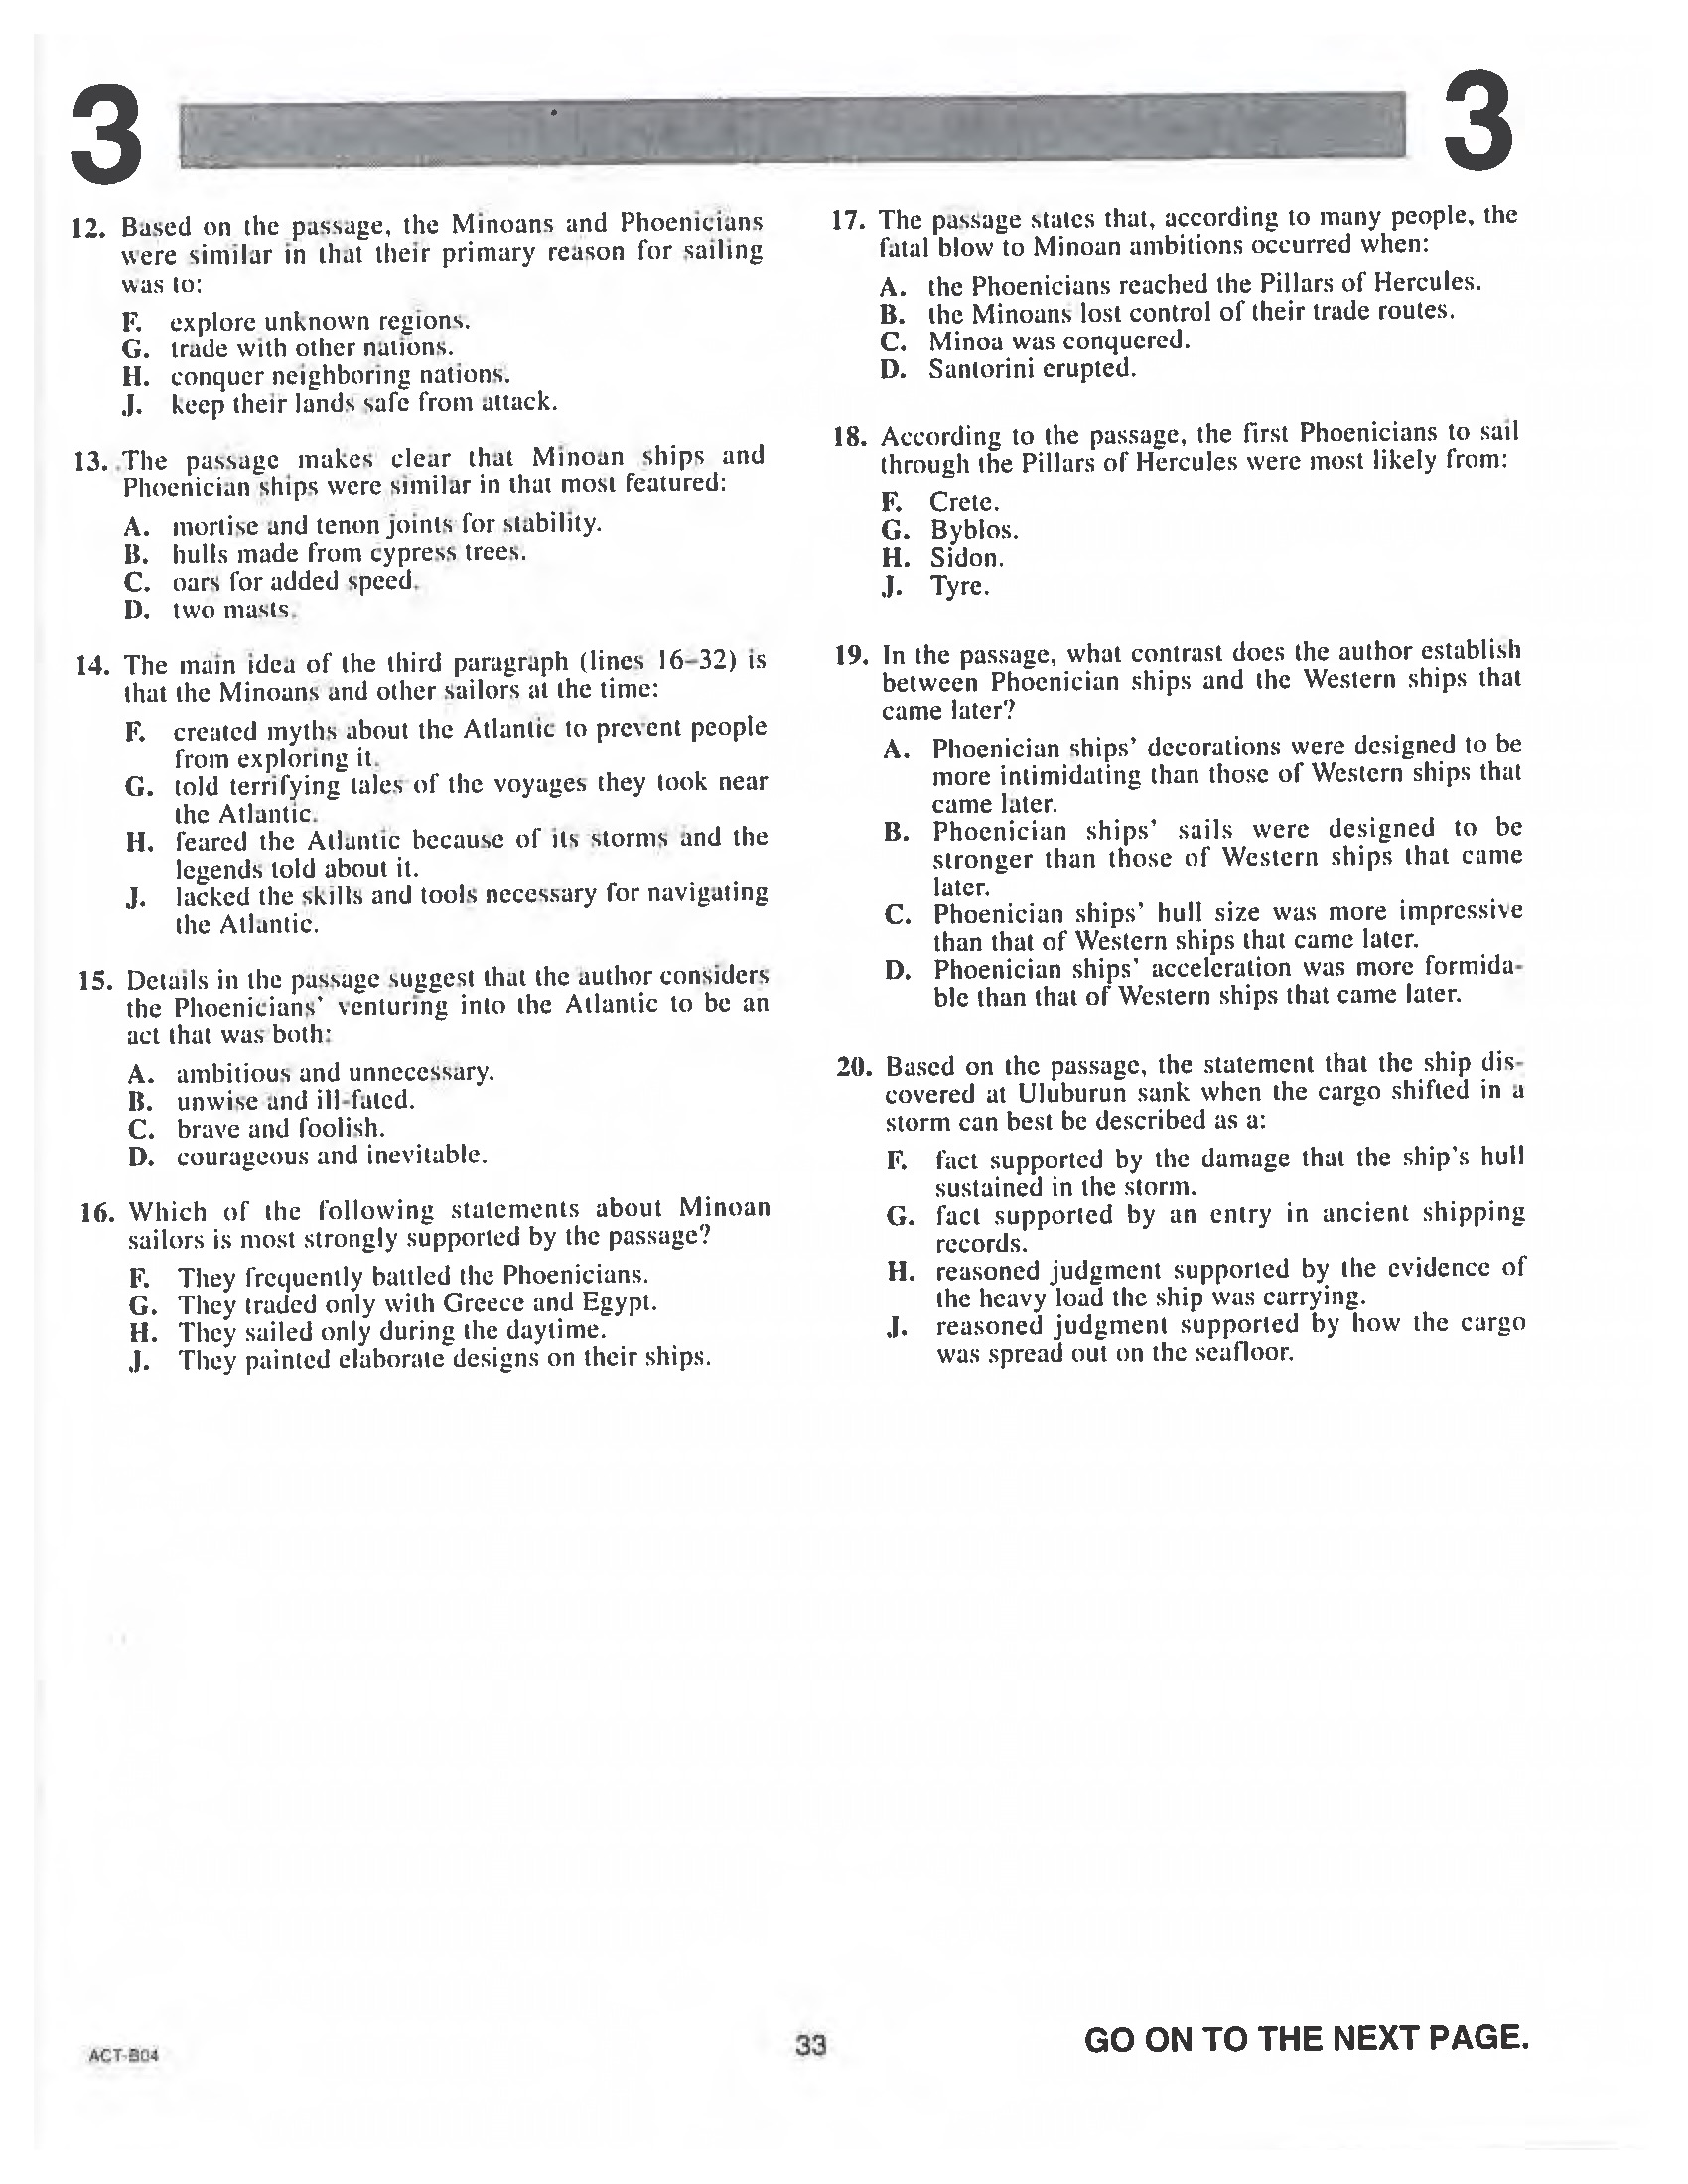 3 3
12. Based on the passage, the Minoans and Phoenicians
were similar in that their primary reason for sailing
was to:
F. explore unknown regions.
G. trade with other nations.
H. conquer neighboring nations.
J. keep their lands safe from attack.
13. The passage makes clear that Minoan ships and
Phoenician ships were similar in that most featured:
A. mortise and tenon joints for stability.
B. hulls made from cypress trees.
C. oars for added speed.
D. two masts.
14. The main idea of the third paragraph (lines 16–32) is
that the Minoans and other sailors at the time:
F. created myths about the Atlantic to prevent people
from exploring it.
G. told terrifying tales of the voyages they took near
the Atlantic.
H. feared the Atlantic because of its storms and the
legends told about it.
J. lacked the skills and tools necessary for navigating
the Atlantic.
15. Details in the passage suggest that the author considers
the Phoenicians' venturing into the Atlantic to be an
act that was both:
A. ambitious and unnecessary.
B. unwise and ill-fated.
C. brave and foolish.
D. courageous and inevitable.
16. Which of the following statements about Minoan
sailors is most strongly supported by the passage?
F. They frequently battled the Phoenicians.
G. They traded only with Greece and Egypt.
H. They sailed only during the daytime.
J. They painted elaborate designs on their ships.
17. The passage states that, according to many people, the
fatal blow to Minoan ambitions occurred when:
A. the Phoenicians reached the Pillars of Hercules.
B. the Minoans lost control of their trade routes.
C. Minoa was conquered.
D. Santorini erupted.
18. According to the passage, the first Phoenicians to sail
through the Pillars of Hercules were most likely from:
F. Crete.
G. Byblos.
H. Sidon.
J. Tyre.
19. In the passage, what contrast does the author establish
between Phoenician ships and the Western ships that
came later?
A. Phoenician ships' decorations were designed to be
more intimidating than those of Western ships that
came later.
B. Phoenician ships' sails were designed to be
stronger than those of Western ships that came
later.
C. Phoenician ships' hull size was more impressive
than that of Western ships that came later.
D. Phoenician ships' acceleration was more formida-
ble than that of Western ships that came later.
20. Based on the passage, the statement that the ship dis-
covered at Uluburun sank when the cargo shifted in a
storm can best be described as a:
F. fact supported by the damage that the ship's hull
sustained in the storm.
G. fact supported by an entry in ancient shipping
records.
H. reasoned judgment supported by the evidence of
the heavy load the ship was carrying.
J. reasoned judgment supported by how the cargo
was spread out on the seafloor.
ACT-B04
33
GO ON TO THE NEXT PAGE.